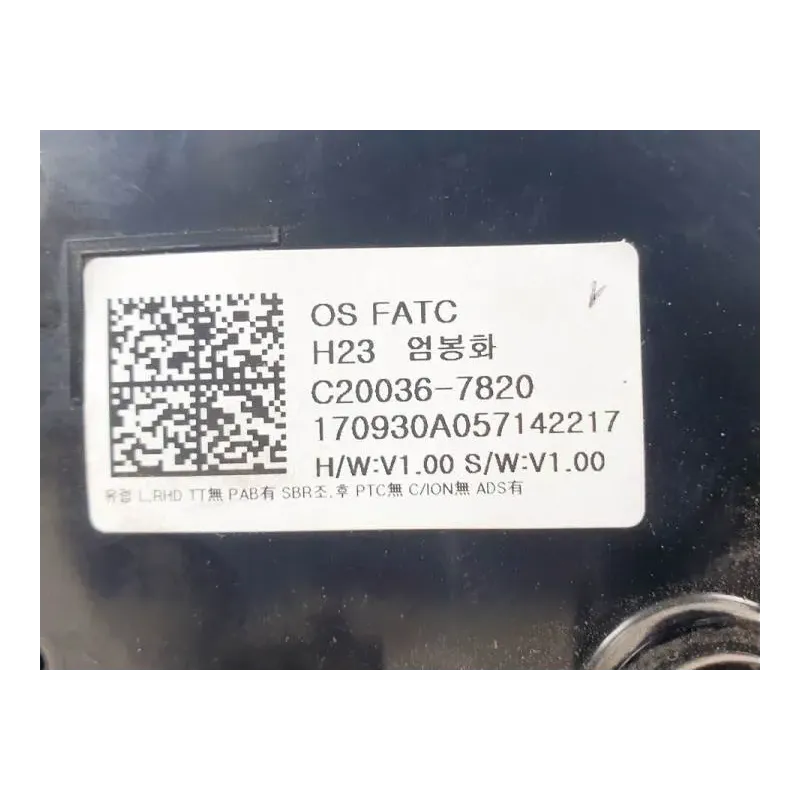 OS FATC
H23 엄봉화
C20036-7820
170930A057142217
H/W:V1.00 S/W:V1.00
유럽 L,RHD TT無 PAB有 SBR조,후 PTC無 C/ION無 ADS有